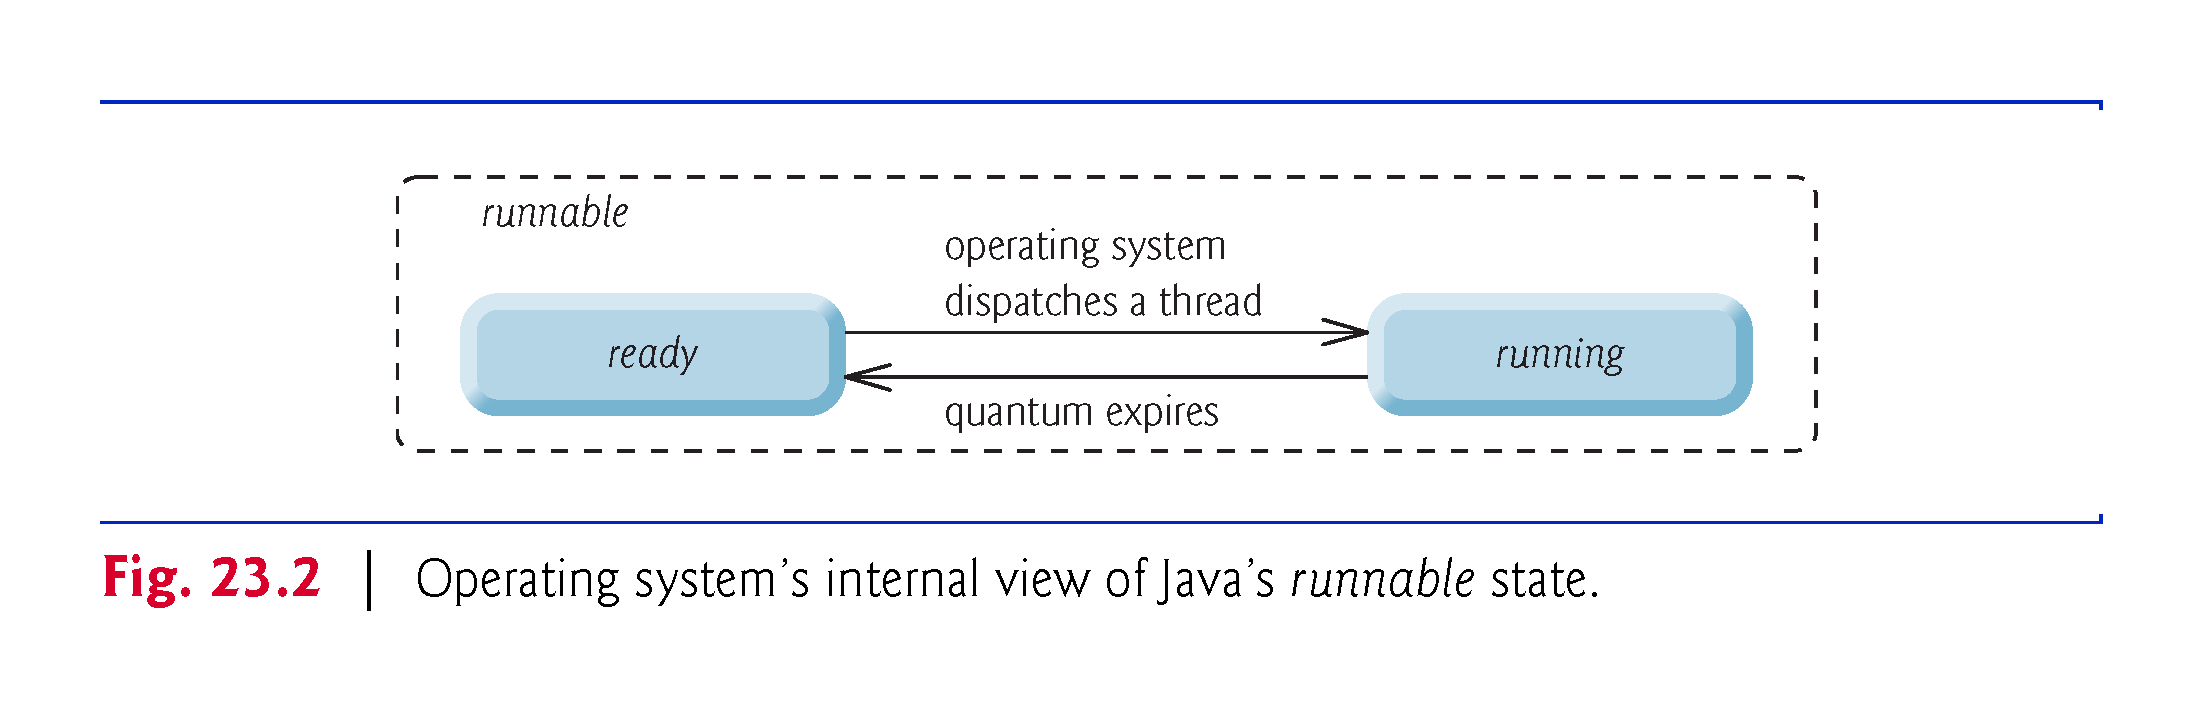 runnable
operating system
dispatches a thread
ready
running
quantum expires
Fig. 23.2 | Operating system’s internal view of Java’s runnable state.